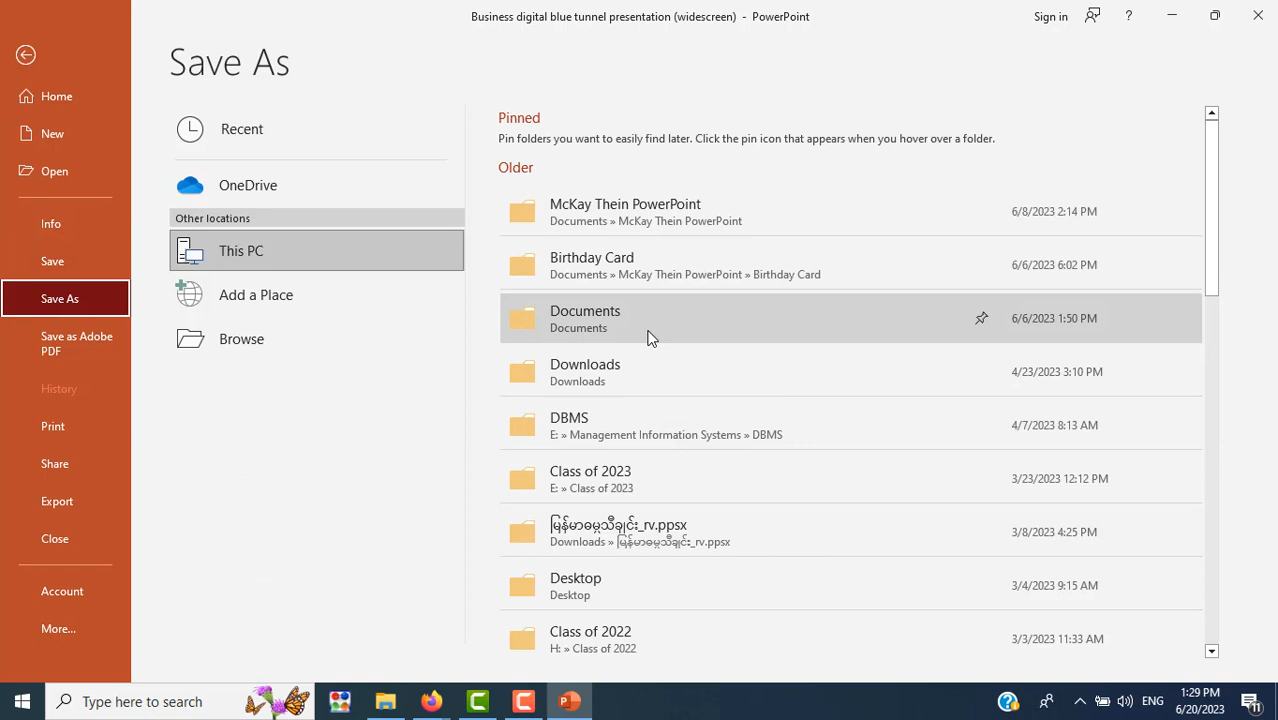 Business digital blue tunnel presentation (widescreen) - PowerPoint
Sign in
?
Save As
Home
New
Open
Info
Save
Save As
Save as Adobe
PDF
History
Print
Share
Export
Close
Account
More...
Recent
OneDrive
Other locations
This PC
Add a Place
Browse
Pinned
Pin folders you want to easily find later. Click the pin icon that appears when you hover over a folder.
Older
McKay Thein PowerPoint 6/8/2023 2:14 PM
Documents » McKay Thein PowerPoint
Birthday Card 6/6/2023 6:02 PM
Documents » McKay Thein PowerPoint » Birthday Card
Documents 6/6/2023 1:50 PM
Documents
Downloads 4/23/2023 3:10 PM
Downloads
DBMS 4/7/2023 8:13 AM
E: » Management Information Systems » DBMS
Class of 2023 3/23/2023 12:12 PM
E: » Class of 2023
မြန်မာဓမ္မသီချင်း_rv.ppsx 3/8/2023 4:25 PM
Downloads » မြန်မာဓမ္မသီချင်း_rv.ppsx
Desktop 3/4/2023 9:15 AM
Desktop
Class of 2022 3/3/2023 11:33 AM
H: » Class of 2022
Type here to search
ENG
1:29 PM
6/20/2023
11